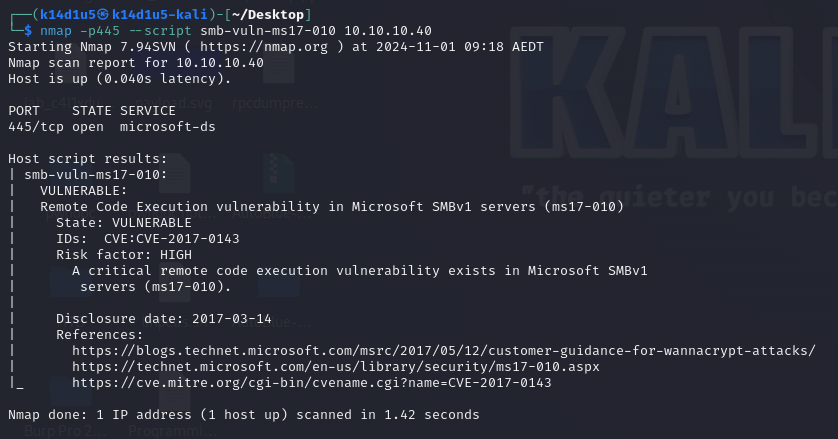 ┌──(k14d1u5㉿k14d1u5-kali)-[~/Desktop]
└─$ nmap -p445 --script smb-vuln-ms17-010 10.10.10.40
Starting Nmap 7.94SVN ( https://nmap.org ) at 2024-11-01 09:18 AEDT
Nmap scan report for 10.10.10.40
Host is up (0.040s latency).

PORT    STATE SERVICE
445/tcp open  microsoft-ds

Host script results:
| smb-vuln-ms17-010:
|   VULNERABLE:
|   Remote Code Execution vulnerability in Microsoft SMBv1 servers (ms17-010)
|     State: VULNERABLE
|     IDs:  CVE:CVE-2017-0143
|     Risk factor: HIGH
|       A critical remote code execution vulnerability exists in Microsoft SMBv1
|        servers (ms17-010).
|
|     Disclosure date: 2017-03-14
|     References:
|       https://blogs.technet.microsoft.com/msrc/2017/05/12/customer-guidance-for-wannacrypt-attacks/
|       https://technet.microsoft.com/en-us/library/security/ms17-010.aspx
|_      https://cve.mitre.org/cgi-bin/cvename.cgi?name=CVE-2017-0143

Nmap done: 1 IP address (1 host up) scanned in 1.42 seconds
KALI
"the quieter you bec
rpcdumpre...
Burp Pro 2...
Programmi...